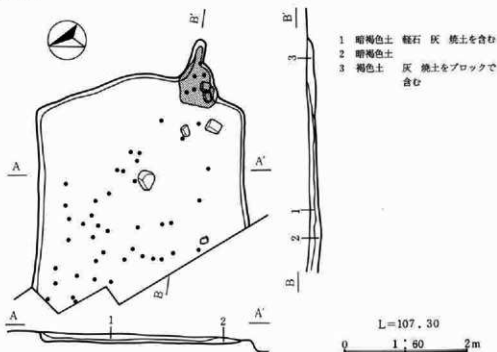 B'
B'
1 暗褐色土 軽石 灰 焼土を含む
2 暗褐色土
3 褐色土 灰 焼土をブロックで
含む
3
A
A'
1
2
B
B
A
A'
1
2
L=107.30
0 1:60 2m